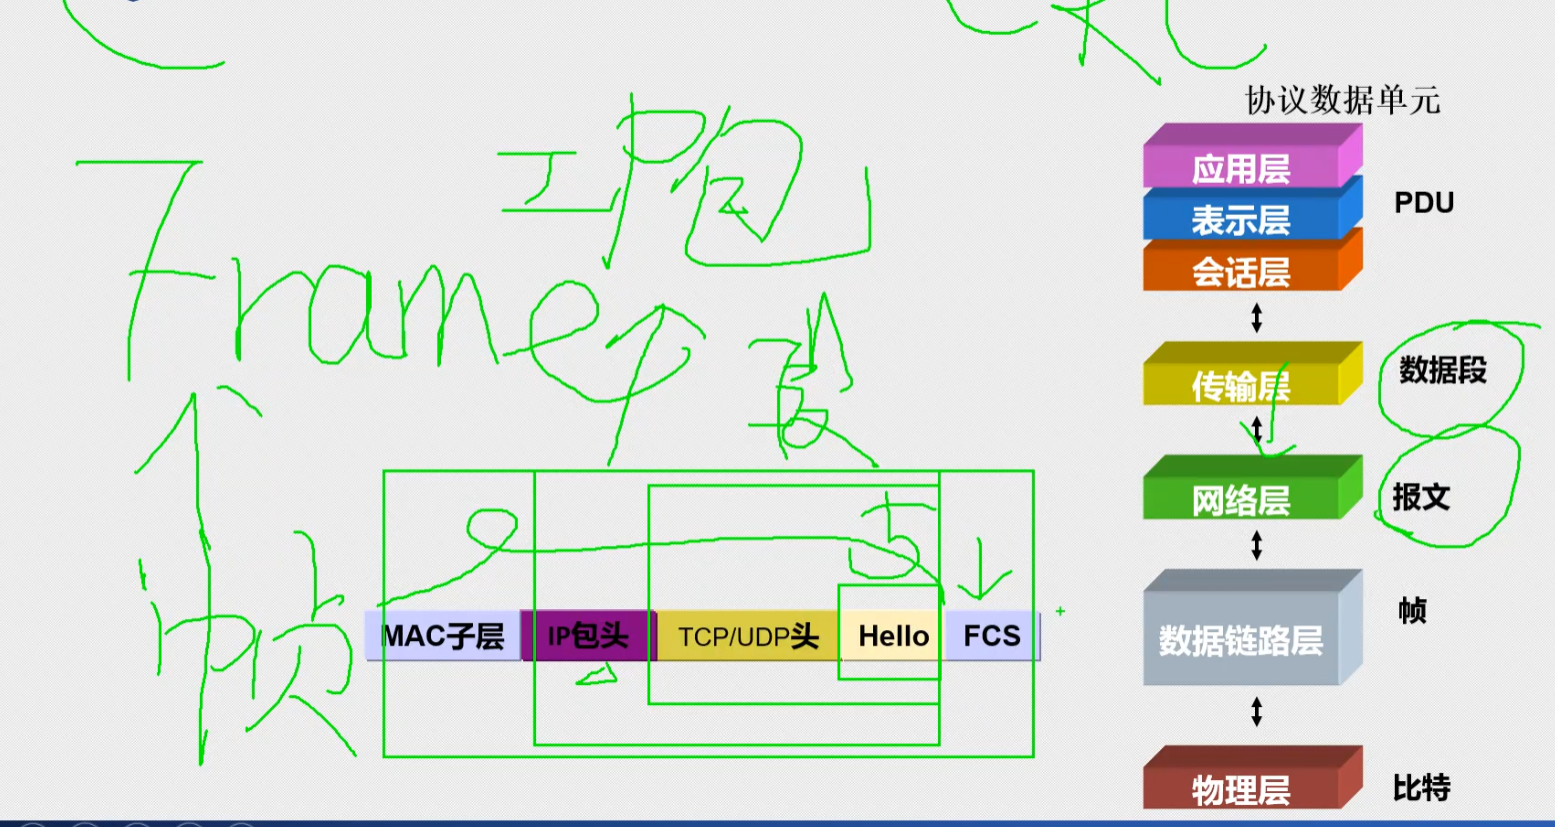 CRC
协议数据单元
应用层
表示层
PDU
会话层
IP包
Frame
段
传输层
数据段
网络层
报文
帧
MAC子层
IP包头
TCP/UDP头
Hello
FCS
数据链路层
帧
物理层
比特